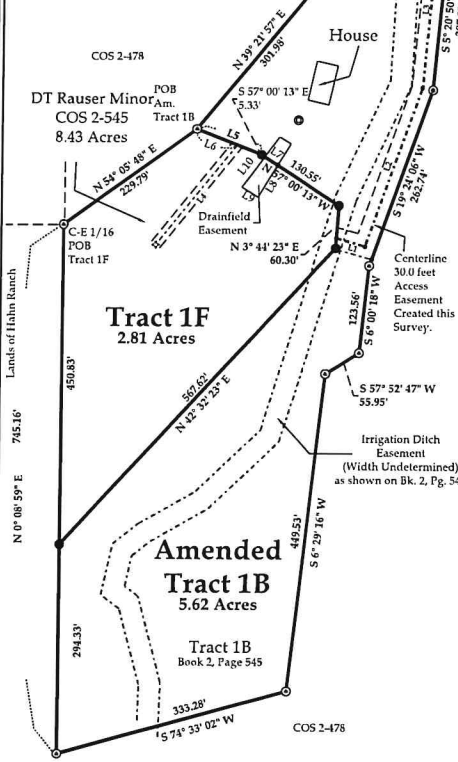 COS 2-478
N 39° 21' 57" E
301.98'
House
S 5° 20' 50"
DT Rauser Minor
COS 2-545
8.43 Acres
POB
Am.
Tract 1B
S 57° 00' 13" E
5.33'
L5
L6
L7
L10
L8
L9
130.55'
N 57° 00' 13" W
N 54° 05' 48" E
229.79'
Drainfield
Easement
S 19° 24' 06" W
262.74'
C-E 1/16
POB
Tract 1F
N 3° 44' 23" E
60.30'
Centerline
30.0 feet
Access
Easement
Created this
Survey.
Lands of Hahn Ranch
450.83'
Tract 1F
2.81 Acres
123.56'
S 6° 00' 18" W
567.62'
N 42° 32' 23" E
S 57° 52' 47" W
55.95'
745.16'
N 0° 08' 59" E
Irrigation Ditch
Easement
(Width Undetermined)
as shown on Bk. 2, Pg. 54
449.53'
S 6° 29' 16" W
Amended
Tract 1B
5.62 Acres
294.33'
Tract 1B
Book 2, Page 545
333.28'
S 74° 33' 02" W
COS 2-478